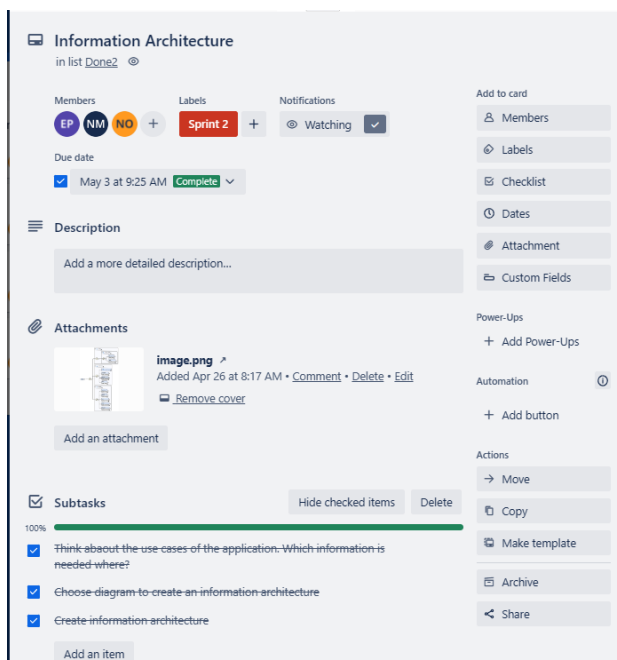 Information Architecture
in list Done2
Members
Labels
Notifications
EP NM NO +
Sprint 2 +
Watching
Due date
May 3 at 9:25 AM Complete
Description
Add a more detailed description...
Attachments
image.png ↗
Added Apr 26 at 8:17 AM • Comment • Delete • Edit
Remove cover
Add an attachment
Subtasks
Hide checked items
Delete
100%
Think abaout the use cases of the application. Which information is
needed where?
Choose diagram to create an information architecture
Create information architecture
Add an item
Add to card
Members
Labels
Checklist
Dates
Attachment
Custom Fields
Power-Ups
+ Add Power-Ups
Automation
+ Add button
Actions
→ Move
Copy
Make template
Archive
Share